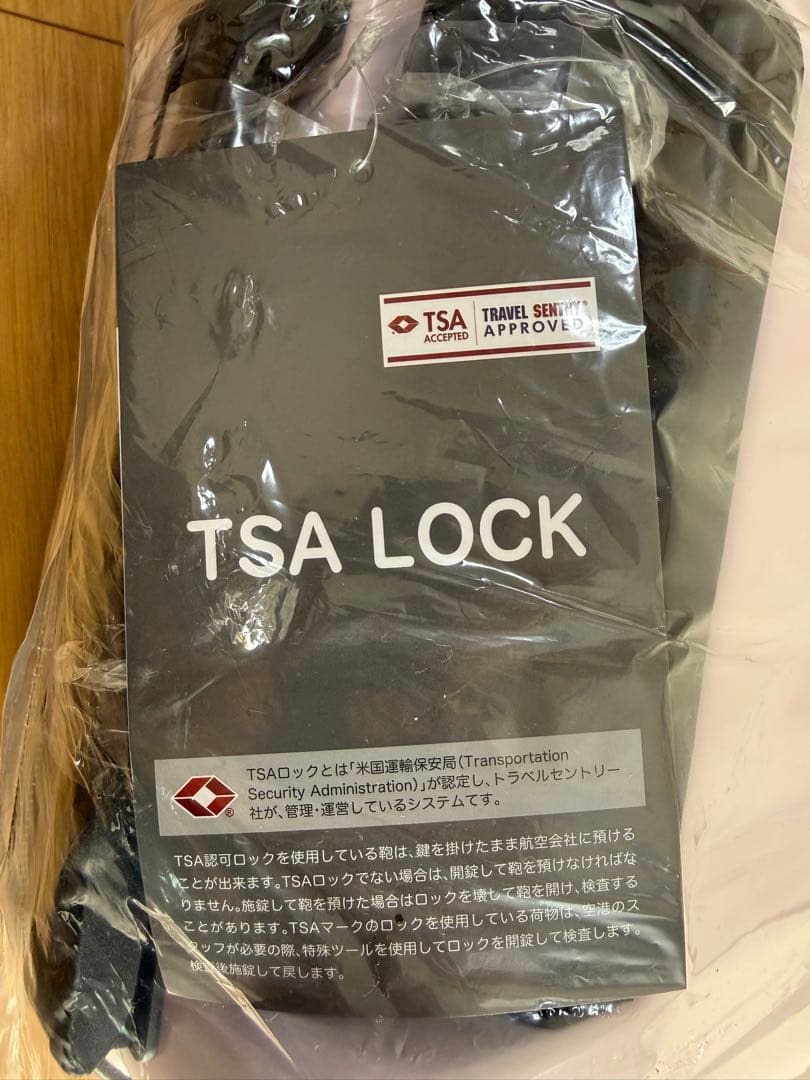 TSA ACCEPTED TRAVEL SENTRY® APPROVED
TSA LOCK
TSAロックとは「米国運輸保安局(Transportation
Security Administration)」が認定し、トラベルセントリー
社が、管理・運営しているシステムてす。
®
TSA認可ロックを使用している鞄は、鍵を掛けたまま航空会社に預ける
ことが出来ます。TSAロックでない場合は、開錠して鞄を預けなければな
りません。施錠して鞄を預けた場合はロックを壊して鞄を開け、検査する
ことがあります。TSAマークのロックを使用している荷物は、空港のス
タッフが必要の際、特殊ツールを使用してロックを開錠して検査します。
検査後施錠して戻します。